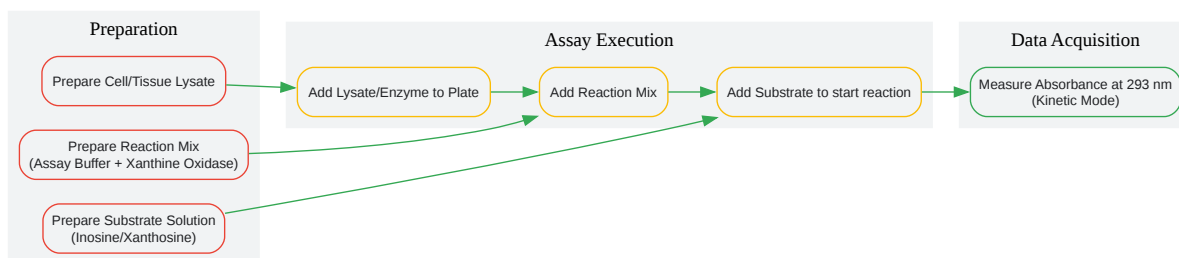 Preparation
Prepare Cell/Tissue Lysate
Prepare Reaction Mix
(Assay Buffer + Xanthine Oxidase)
Prepare Substrate Solution
(Inosine/Xanthosine)
Assay Execution
Add Lysate/Enzyme to Plate
Add Reaction Mix
Add Substrate to start reaction
Data Acquisition
Measure Absorbance at 293 nm
(Kinetic Mode)